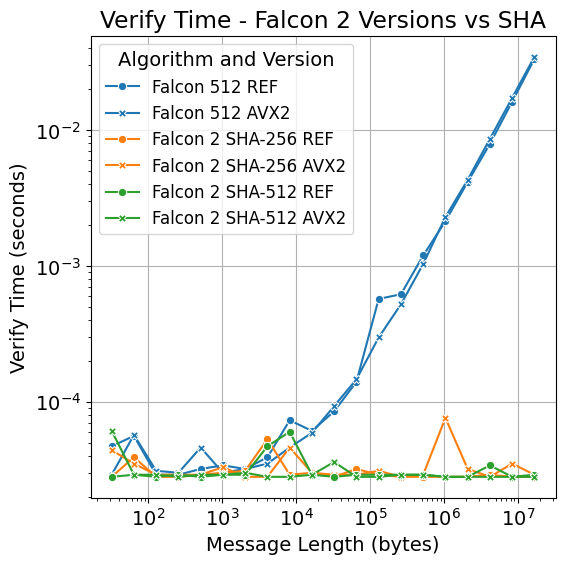 Verify Time - Falcon 2 Versions vs SHA
Algorithm and Version
Falcon 512 REF
Falcon 512 AVX2
Falcon 2 SHA-256 REF
Falcon 2 SHA-256 AVX2
Falcon 2 SHA-512 REF
Falcon 2 SHA-512 AVX2
Verify Time (seconds)
10⁻²
10⁻³
10⁻⁴
10² 10³ 10⁴ 10⁵ 10⁶ 10⁷
Message Length (bytes)